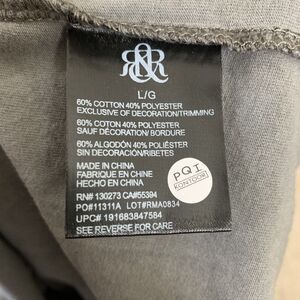 R&R
L/G
60% COTTON 40% POLYESTER
EXCLUSIVE OF DECORATION/TRIMMING
60% COTON 40% POLYESTER
SAUF DÉCORATION/ BORDURE
60% ALGODÓN 40% POLIÉSTER
SIN DECORACIÓN/RIBETES
MADE IN CHINA
FABRIQUE EN CHINE
HECHO EN CHINA
PQT
KONTOOR
RN# 130273 CA#55394
PO#11311A LOT#RMA0834
UPC# 191683847584
SEE REVERSE FOR CARE